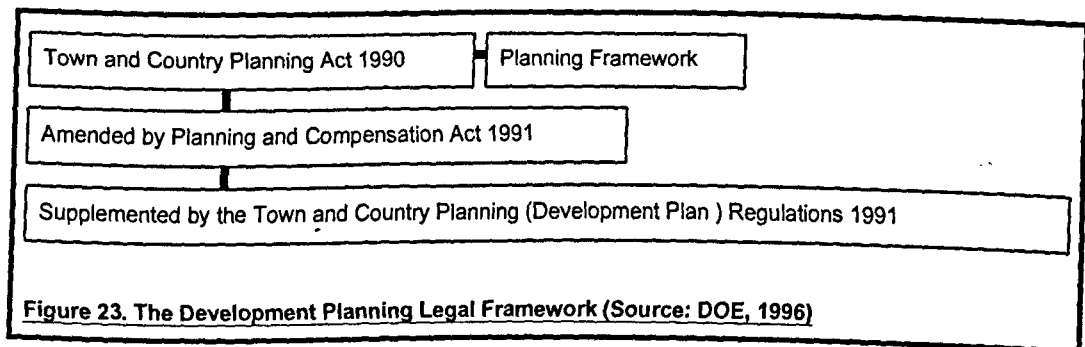 Town and Country Planning Act 1990
Planning Framework
Amended by Planning and Compensation Act 1991
Supplemented by the Town and Country Planning (Development Plan ) Regulations 1991
Figure 23. The Development Planning Legal Framework (Source: DOE, 1996)